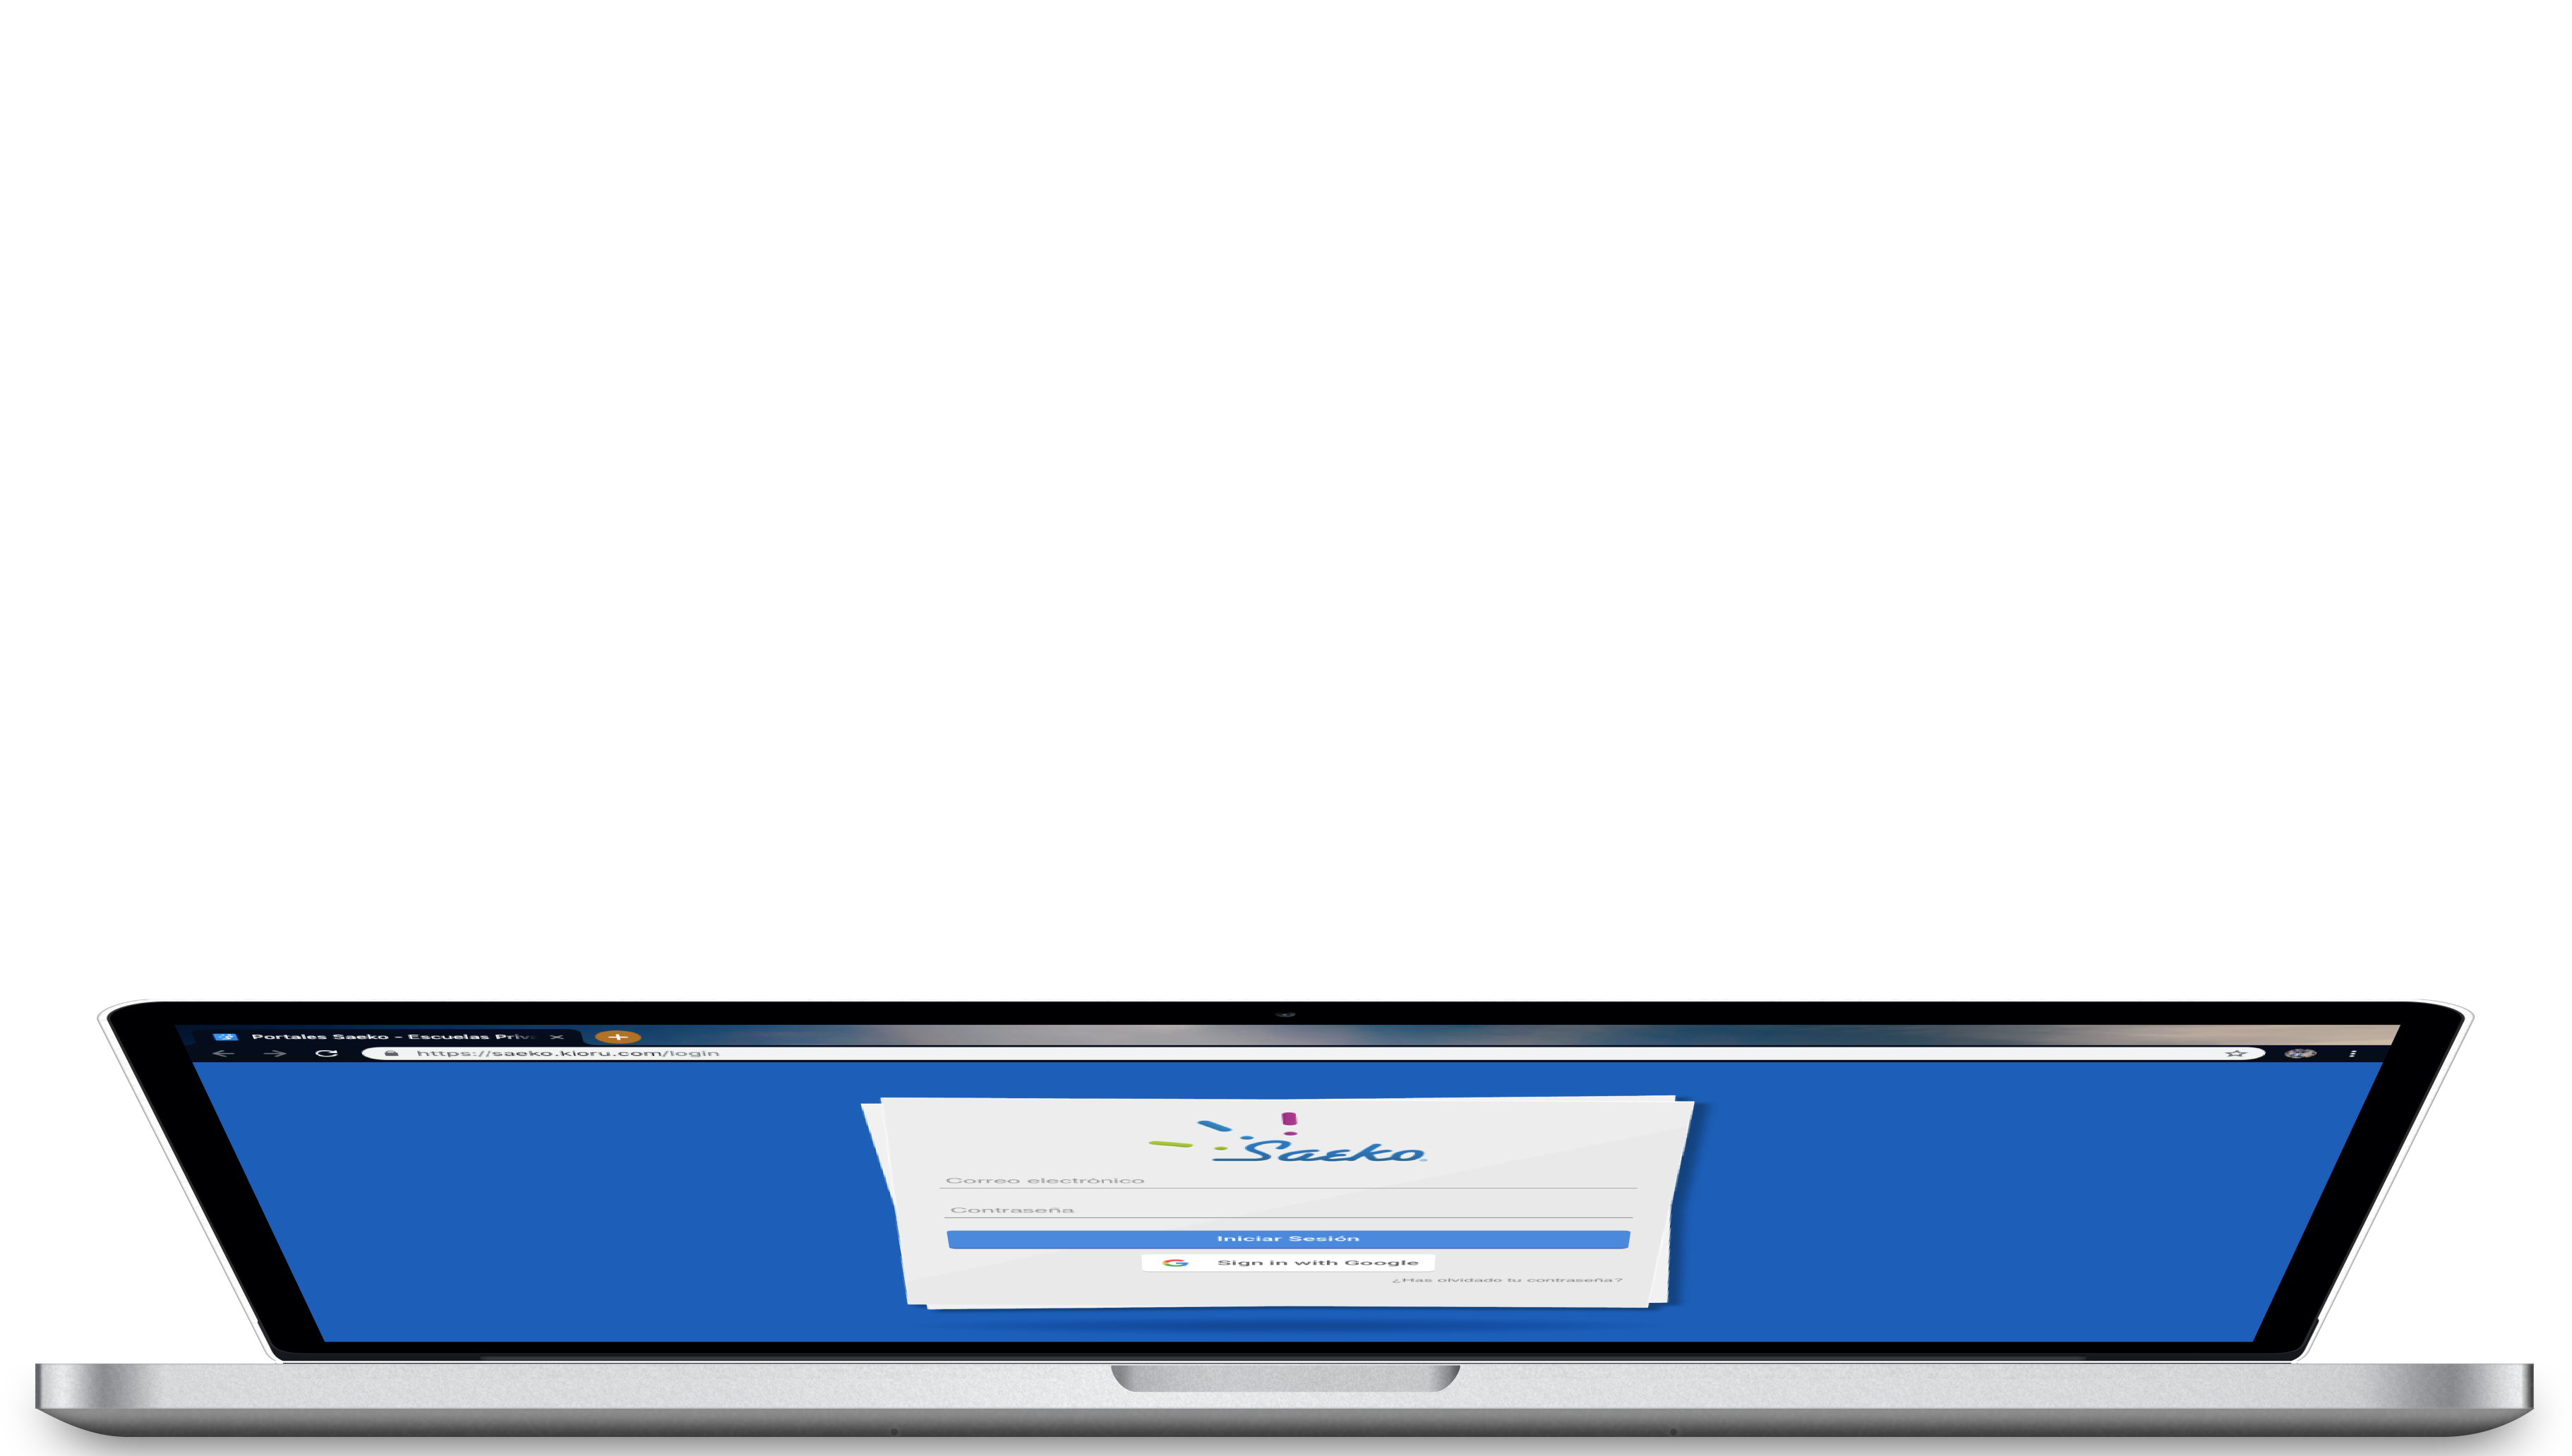 Portales Saeko - Escuelas Priv
https://saeko.kioru.com/login
Saeko
Correo electrónico
Contraseña
Iniciar Sesión
Sign in with Google
¿Has olvidado tu contraseña?